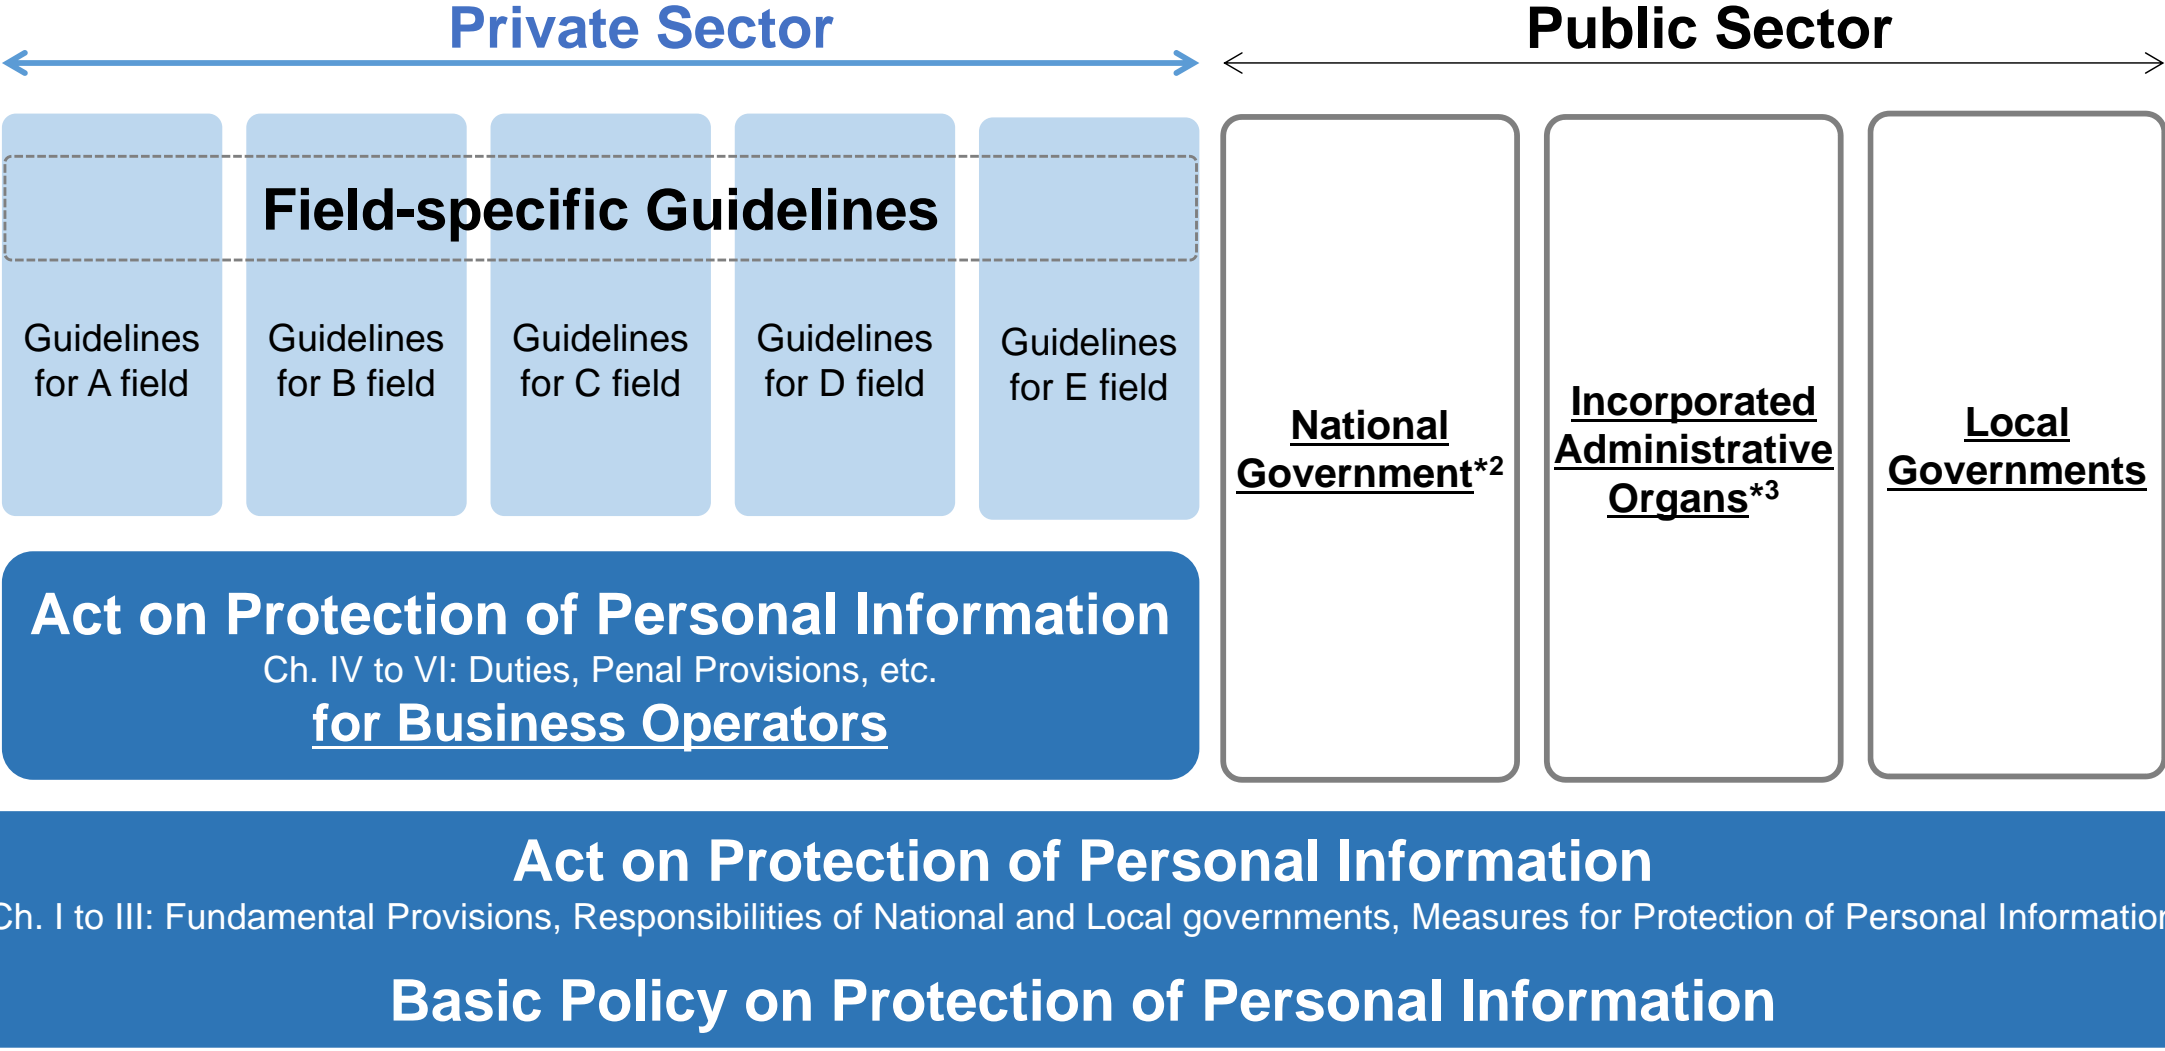 Private Sector
Public Sector
Field-specific Guidelines
Guidelines
for A field
Guidelines
for B field
Guidelines
for C field
Guidelines
for D field
Guidelines
for E field
National
Government*2
Incorporated
Administrative
Organs*3
Local
Governments
Act on Protection of Personal Information
Ch. IV to VI: Duties, Penal Provisions, etc.
for Business Operators
Act on Protection of Personal Information
Ch. I to III: Fundamental Provisions, Responsibilities of National and Local governments, Measures for Protection of Personal Information
Basic Policy on Protection of Personal Information